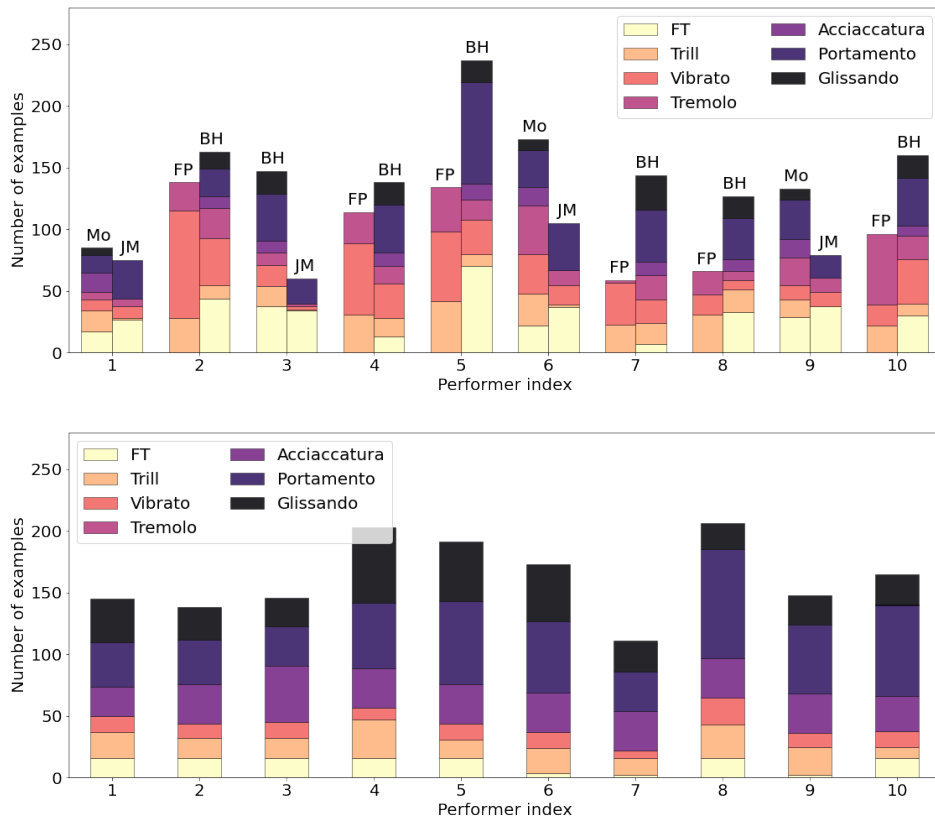 250
200
150
100
50
0
Number of examples
FT
Trill
Vibrato
Tremolo
Acciaccatura
Portamento
Glissando
Mo JM FP BH BH JM FP BH FP BH Mo JM FP BH FP BH Mo JM FP BH
1 2 3 4 5 6 7 8 9 10
Performer index
250
200
150
100
50
0
Number of examples
FT
Trill
Vibrato
Tremolo
Acciaccatura
Portamento
Glissando
1 2 3 4 5 6 7 8 9 10
Performer index